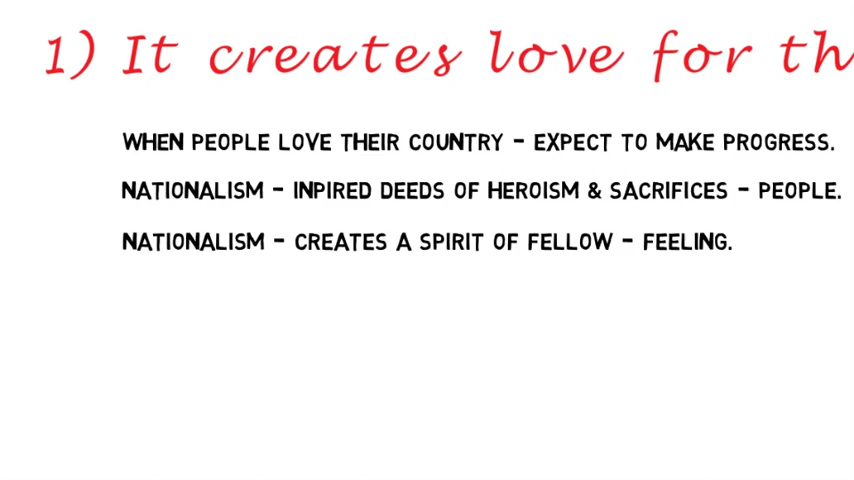 1) It creates love for th
WHEN PEOPLE LOVE THEIR COUNTRY - EXPECT TO MAKE PROGRESS.
NATIONALISM - INPIRED DEEDS OF HEROISM & SACRIFICES - PEOPLE.
NATIONALISM - CREATES A SPIRIT OF FELLOW - FEELING.